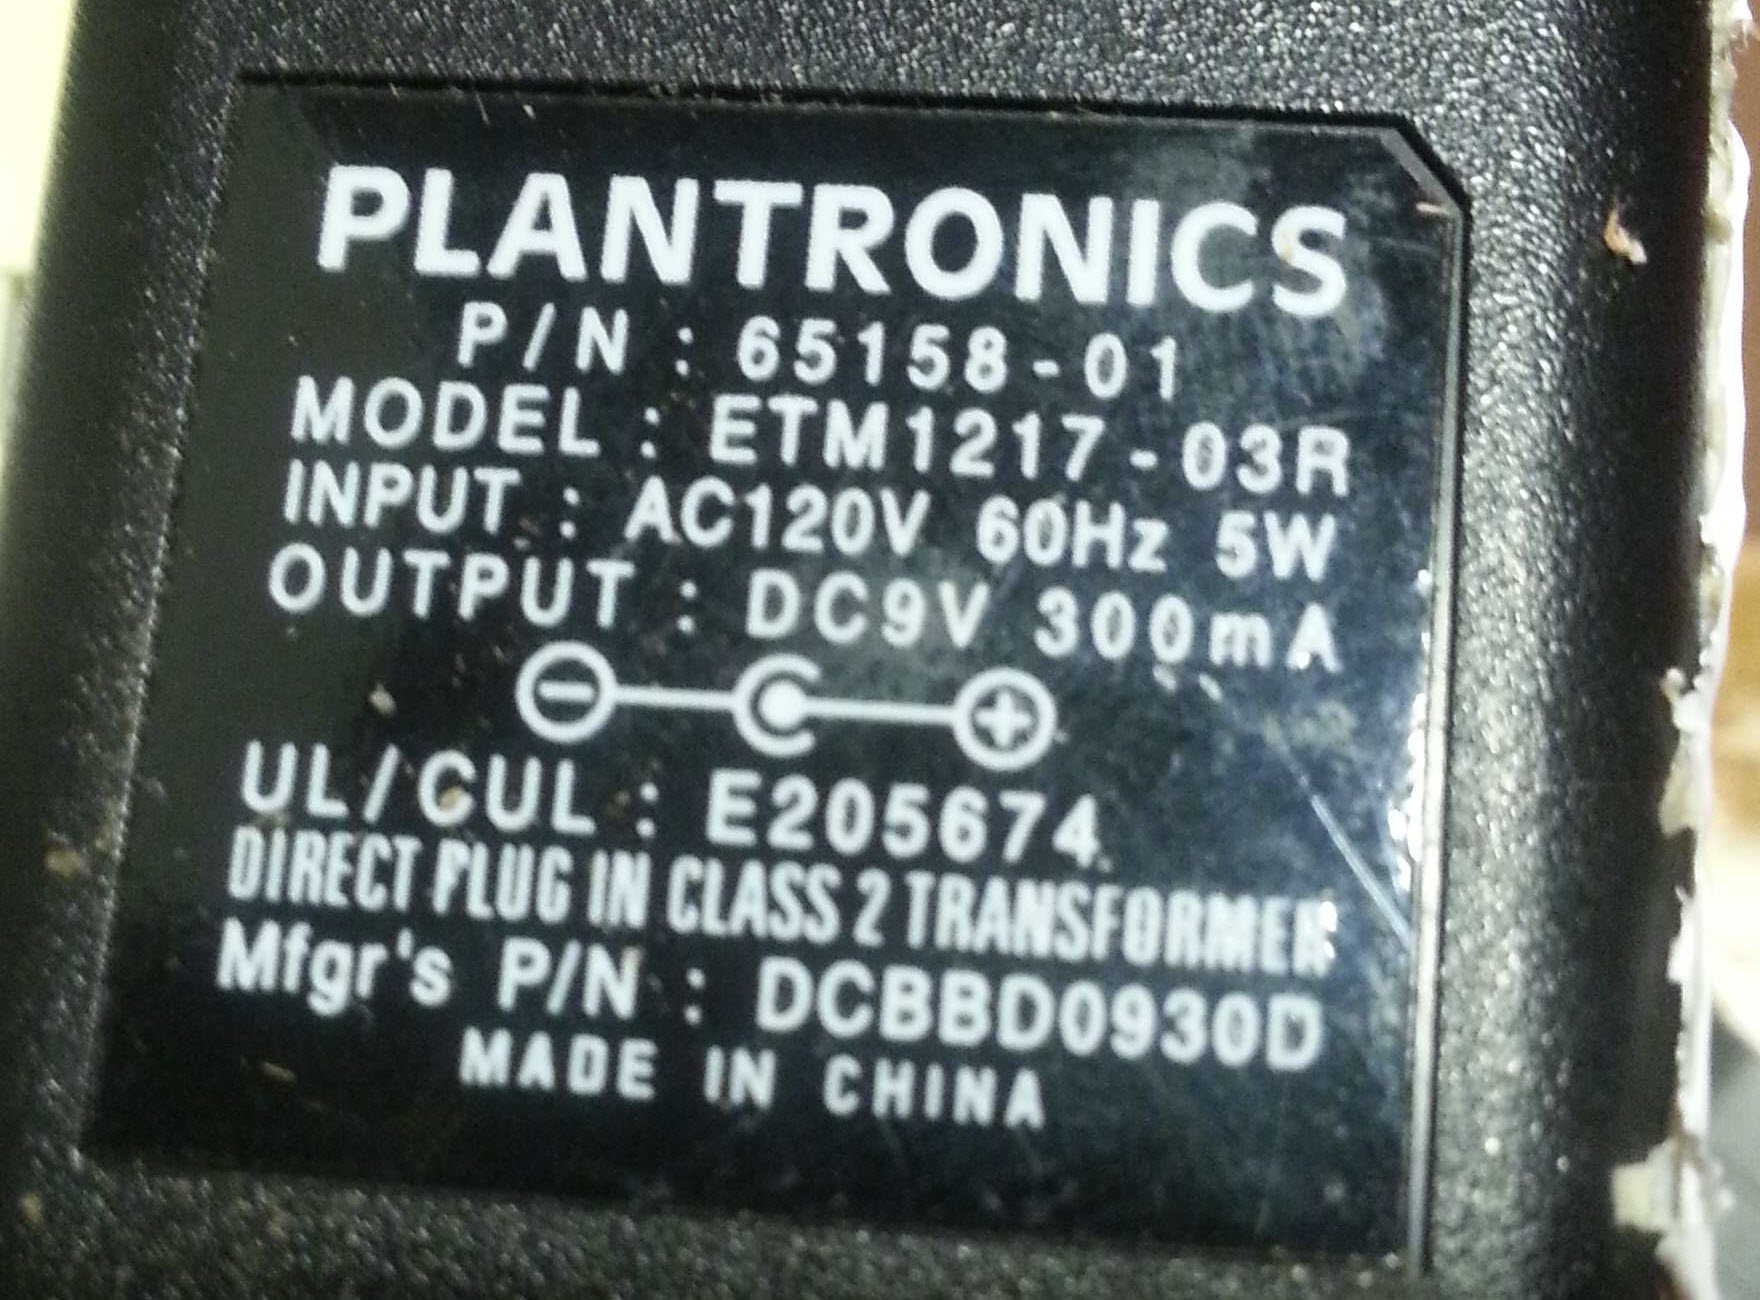 PLANTRONICS
P/N : 65158-01
MODEL : ETM1217-03R
INPUT : AC120V 60Hz 5W
OUTPUT : DC9V 300mA
UL/CUL : E205674
DIRECT PLUG IN CLASS 2 TRANSFORMER
Mfgr's P/N : DCBBD0930D
MADE IN CHINA